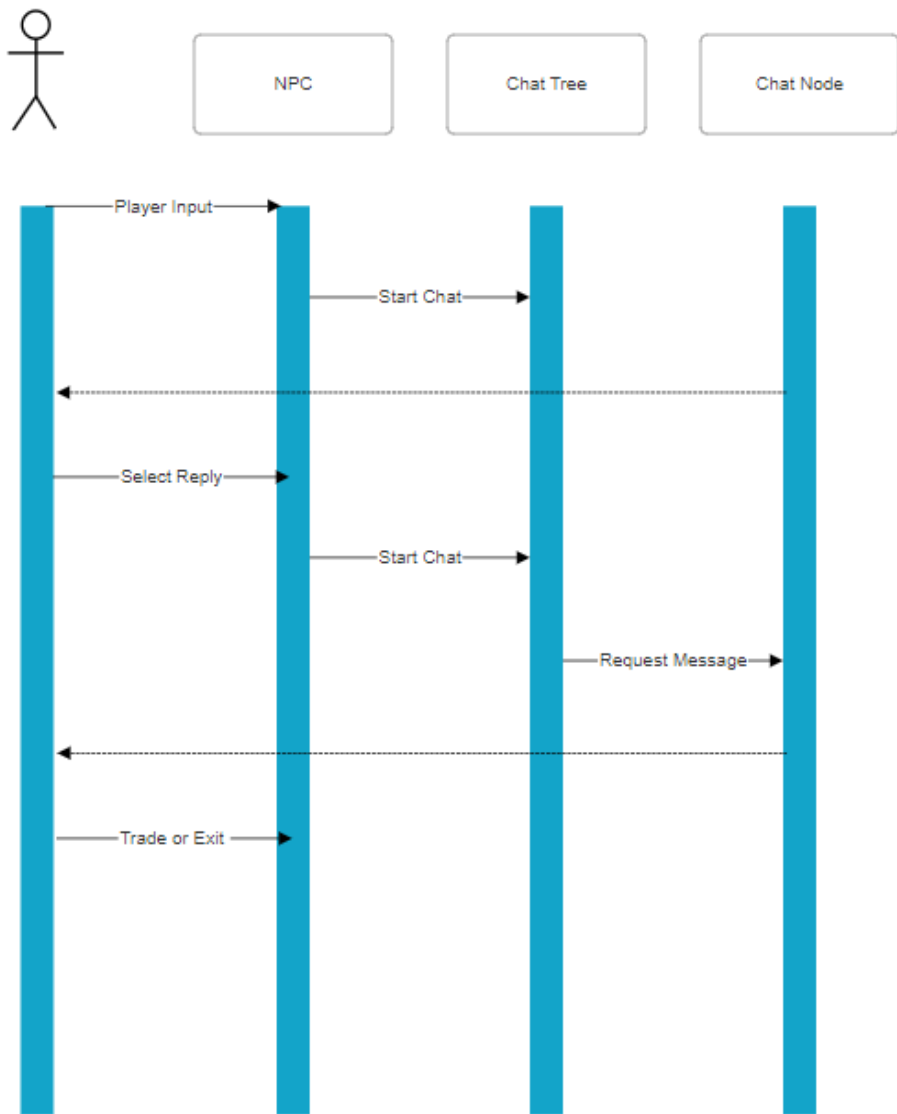 NPC
Chat Tree
Chat Node
Player Input
Start Chat
Select Reply
Start Chat
Request Message
Trade or Exit